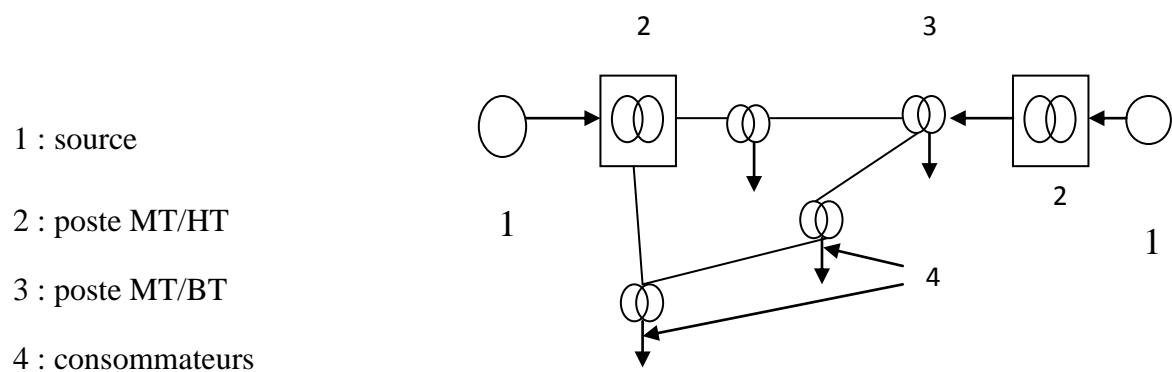 2 3
1 : source
2 : poste MT/HT
2
1 1
3 : poste MT/BT
4
4 : consommateurs